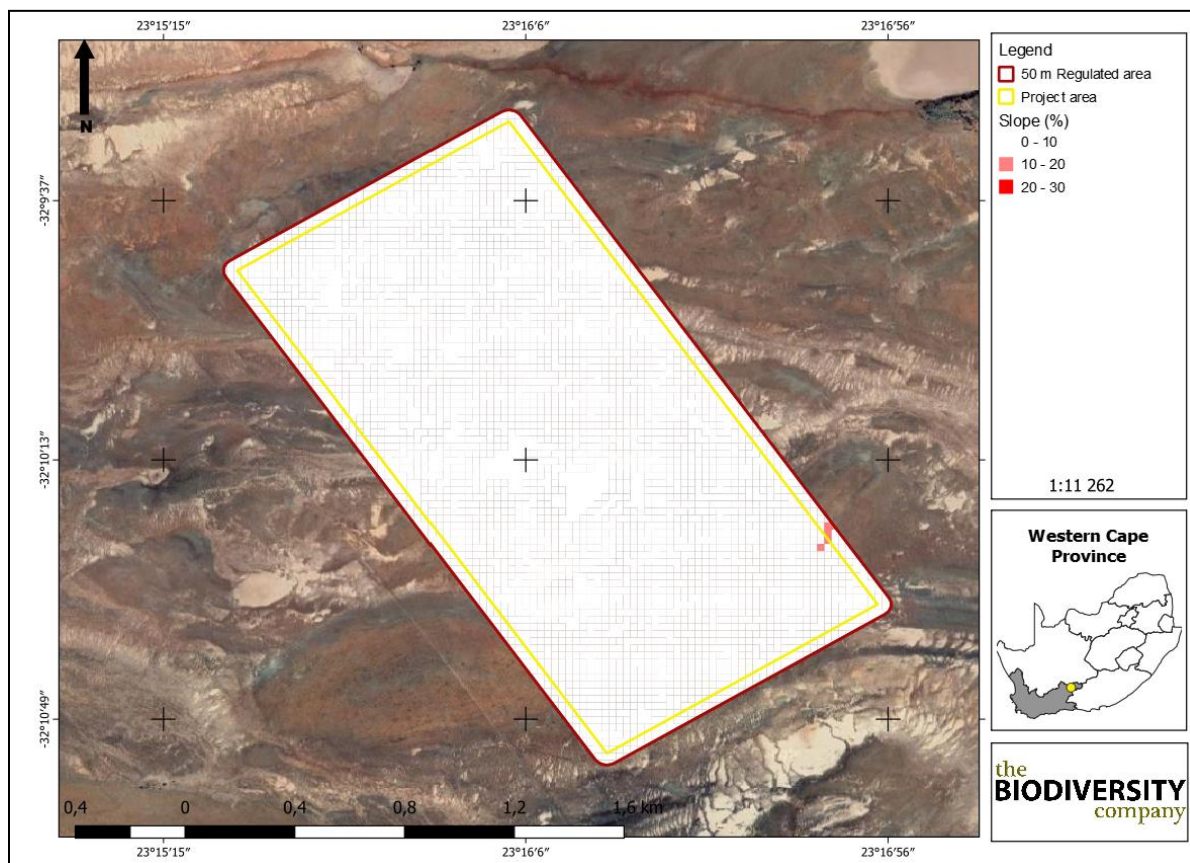 23°15′15″ 23°16′6″ 23°16′56″
N
-32°9′37″
-32°10′13″
-32°10′49″
0,4 0 0,4 0,8 1,2 1,6 km
23°15′15″ 23°16′6″ 23°16′56″
Legend
50 m Regulated area
Project area
Slope (%)
0 - 10
10 - 20
20 - 30
1:11 262
Western Cape
Province
the
BIODIVERSITY
company